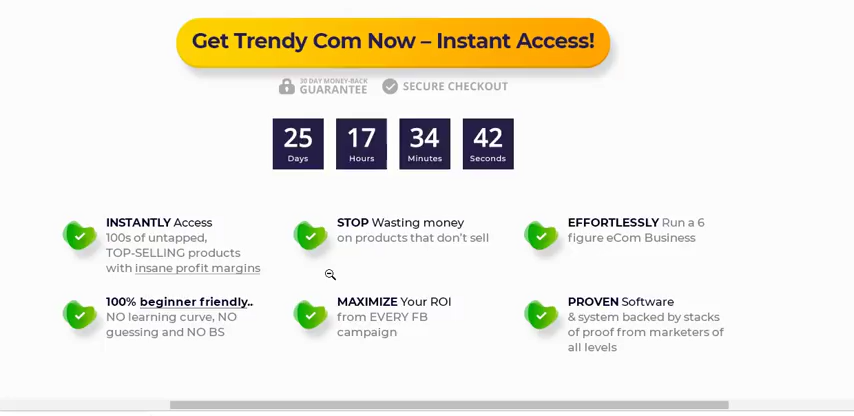 Get Trendy Com Now – Instant Access!
30 DAY MONEY-BACK
GUARANTEE
SECURE CHECKOUT
25
Days
17
Hours
34
Minutes
42
Seconds
INSTANTLY Access
100s of untapped,
TOP-SELLING products
with insane profit margins
STOP Wasting money
on products that don't sell
EFFORTLESSLY Run a 6
figure eCom Business
100% beginner friendly..
NO learning curve, NO
guessing and NO BS
MAXIMIZE Your ROI
from EVERY FB
campaign
PROVEN Software
& system backed by stacks
of proof from marketers of
all levels